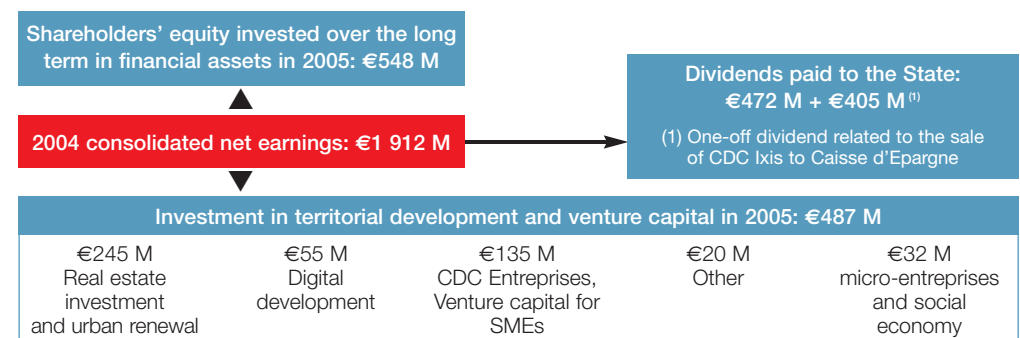 Shareholders' equity invested over the long
term in financial assets in 2005: €548 M
Dividends paid to the State:
€472 M + €405 M (1)
(1) One-off dividend related to the sale
of CDC Ixis to Caisse d'Epargne
2004 consolidated net earnings: €1 912 M
Investment in territorial development and venture capital in 2005: €487 M
€245 M
Real estate
investment
and urban renewal
€55 M
Digital
development
€135 M
CDC Entreprises,
Venture capital for
SMEs
€20 M
Other
€32 M
micro-entreprises
and social
economy